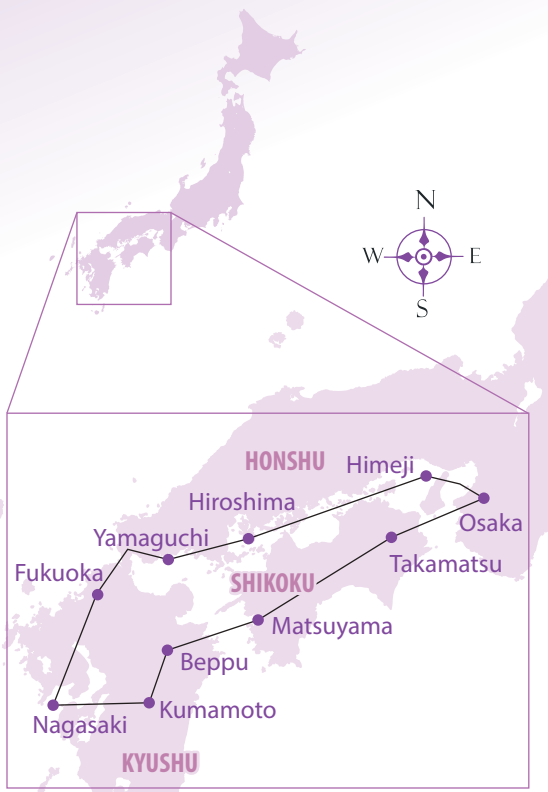 N
W E
S
HONSHU
Himeji
Hiroshima
Osaka
Yamaguchi
Takamatsu
Fukuoka
SHIKOKU
Matsuyama
Beppu
Kumamoto
Nagasaki
KYUSHU